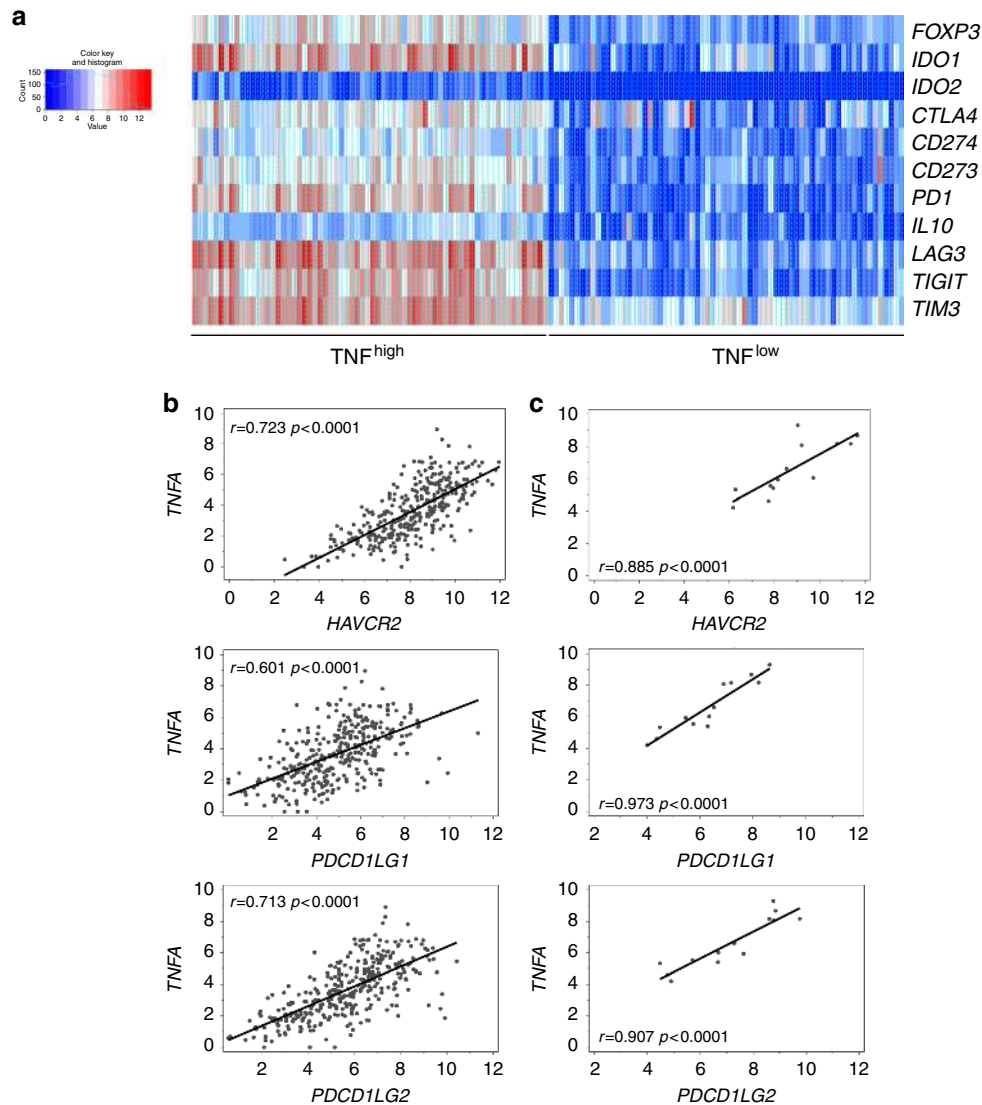 a
Color key
and histogram
Count
150
100
50
0
0 2 4 6 8 10 12
Value
FOXP3
IDO1
IDO2
CTLA4
CD274
CD273
PD1
IL10
LAG3
TIGIT
TIM3
TNFhigh
TNFlow
b
r=0.723 p<0.0001
TNFA
10
8
6
4
2
0
0 2 4 6 8 10 12
HAVCR2
c
r=0.885 p<0.0001
TNFA
10
8
6
4
2
0
0 2 4 6 8 10 12
HAVCR2
r=0.601 p<0.0001
TNFA
10
8
6
4
2
0
2 4 6 8 10 12
PDCD1LG1
r=0.973 p<0.0001
TNFA
10
8
6
4
2
0
2 4 6 8 10 12
PDCD1LG1
r=0.713 p<0.0001
TNFA
10
8
6
4
2
0
2 4 6 8 10 12
PDCD1LG2
r=0.907 p<0.0001
TNFA
10
8
6
4
2
0
2 4 6 8 10 12
PDCD1LG2